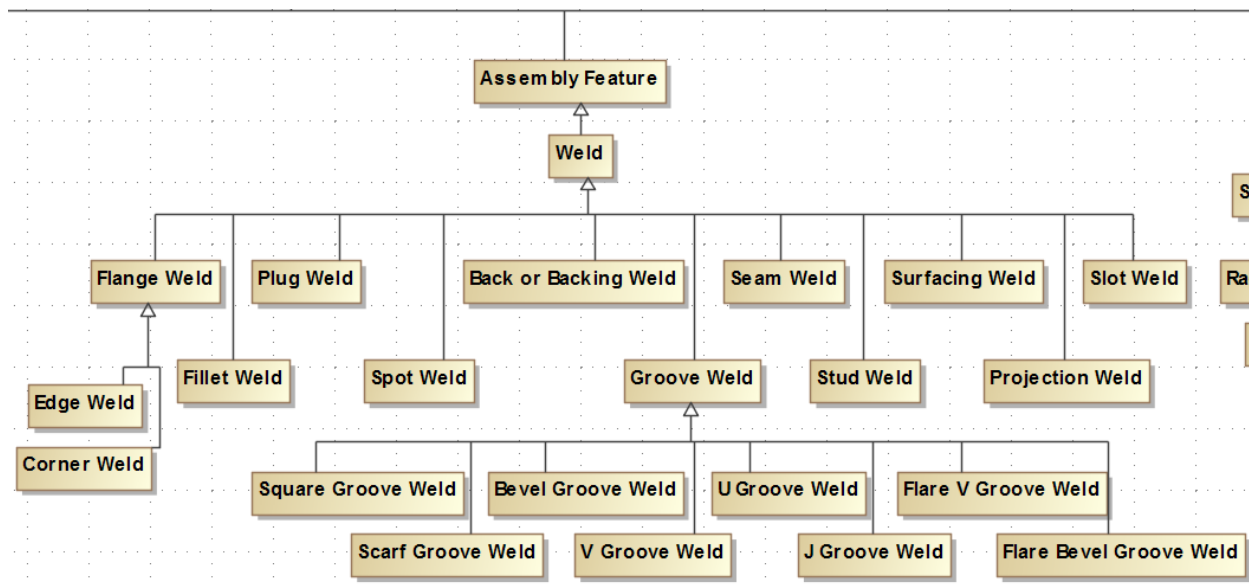 Assembly Feature
Weld
Flange Weld
Plug Weld
Back or Backing Weld
Seam Weld
Surfacing Weld
Slot Weld
Fillet Weld
Spot Weld
Groove Weld
Stud Weld
Projection Weld
Edge Weld
Corner Weld
Square Groove Weld
Bevel Groove Weld
U Groove Weld
Flare V Groove Weld
Scarf Groove Weld
V Groove Weld
J Groove Weld
Flare Bevel Groove Weld